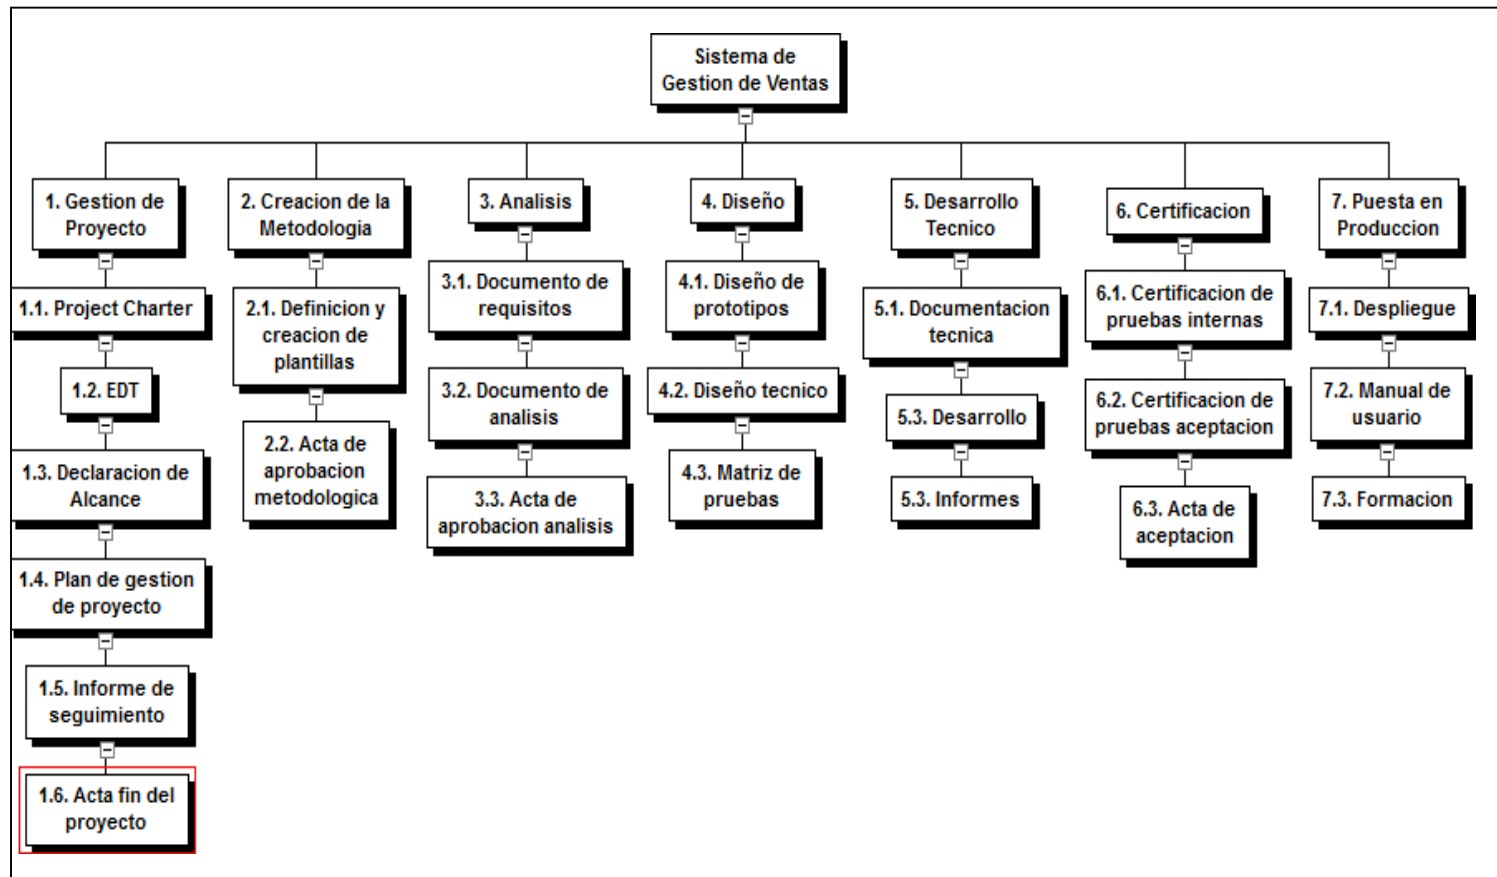 Sistema de
Gestion de Ventas
1. Gestion de
Proyecto
1.1. Project Charter
1.2. EDT
1.3. Declaracion de
Alcance
1.4. Plan de gestion
de proyecto
1.5. Informe de
seguimiento
1.6. Acta fin del
proyecto
2. Creacion de la
Metodologia
2.1. Definicion y
creacion de
plantillas
2.2. Acta de
aprobacion
metodologica
3. Analisis
3.1. Documento de
requisitos
3.2. Documento de
analisis
3.3. Acta de
aprobacion analisis
4. Diseño
4.1. Diseño de
prototipos
4.2. Diseño tecnico
4.3. Matriz de
pruebas
5. Desarrollo
Tecnico
5.1. Documentacion
tecnica
5.3. Desarrollo
5.3. Informes
6. Certificacion
6.1. Certificacion de
pruebas internas
6.2. Certificacion de
pruebas aceptacion
6.3. Acta de
aceptacion
7. Puesta en
Produccion
7.1. Despliegue
7.2. Manual de
usuario
7.3. Formacion